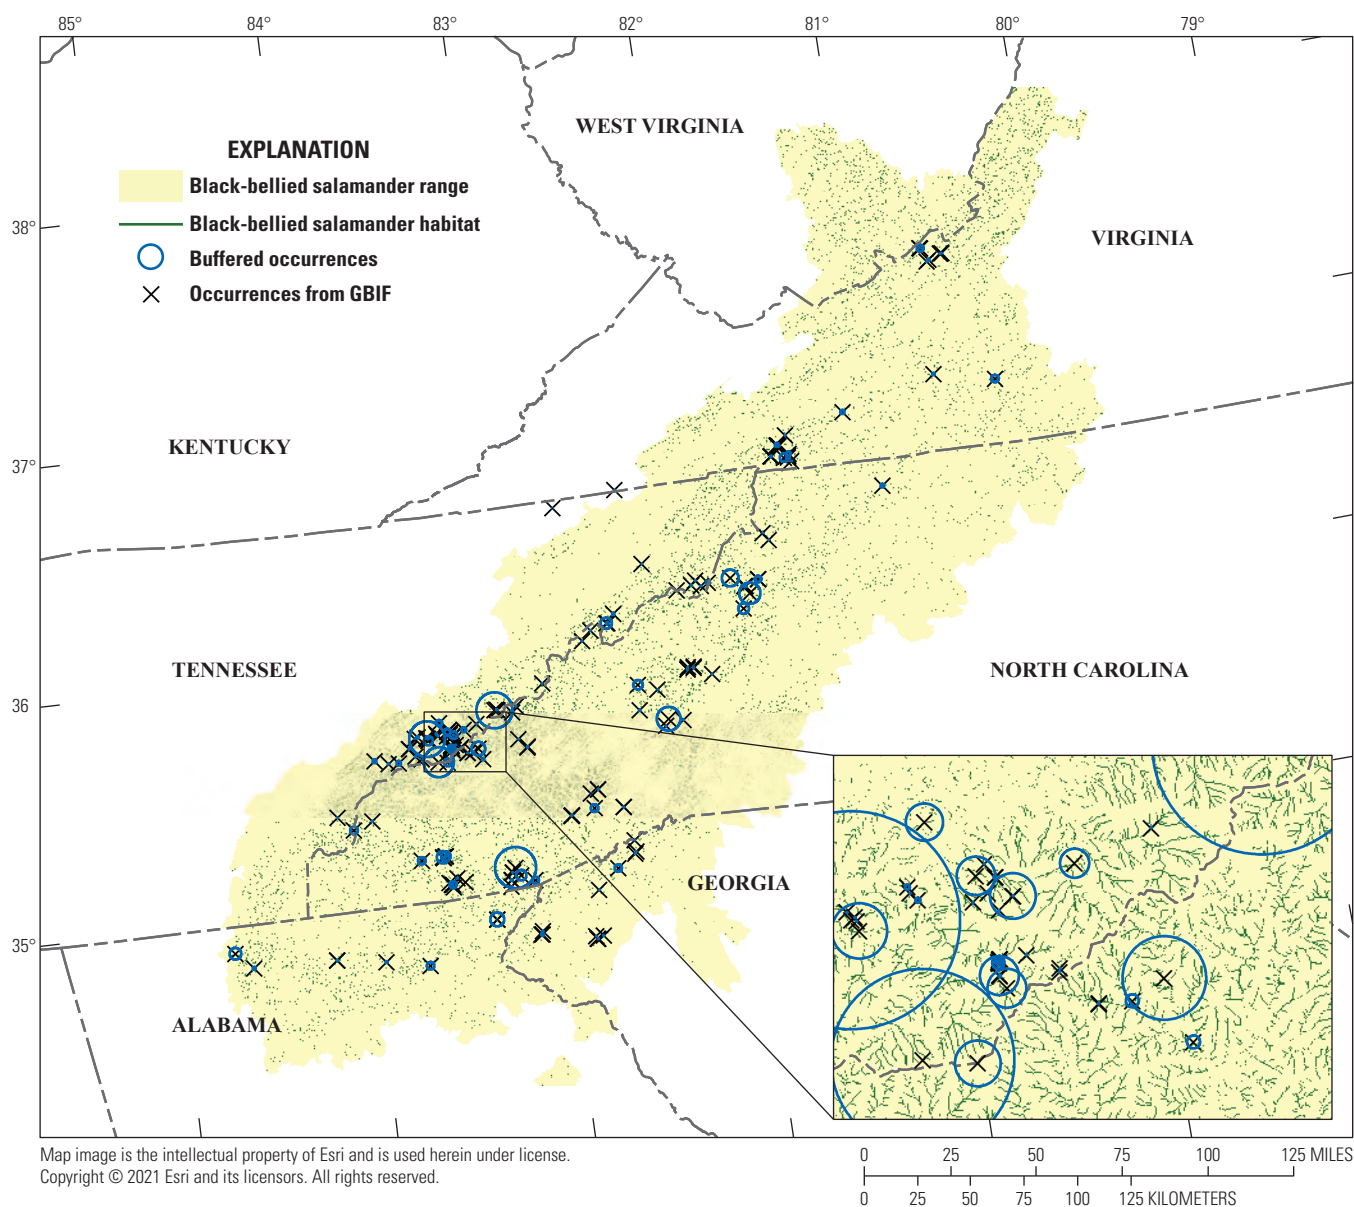 85° 84° 83° 82° 81° 80° 79°
WEST VIRGINIA
EXPLANATION
Black-bellied salamander range
Black-bellied salamander habitat
Buffered occurrences
Occurrences from GBIF
38°
VIRGINIA
KENTUCKY
37°
TENNESSEE
NORTH CAROLINA
36°
GEORGIA
35°
ALABAMA
Map image is the intellectual property of Esri and is used herein under license.
Copyright © 2021 Esri and its licensors. All rights reserved.
0 25 50 75 100 125 MILES
0 25 50 75 100 125 KILOMETERS